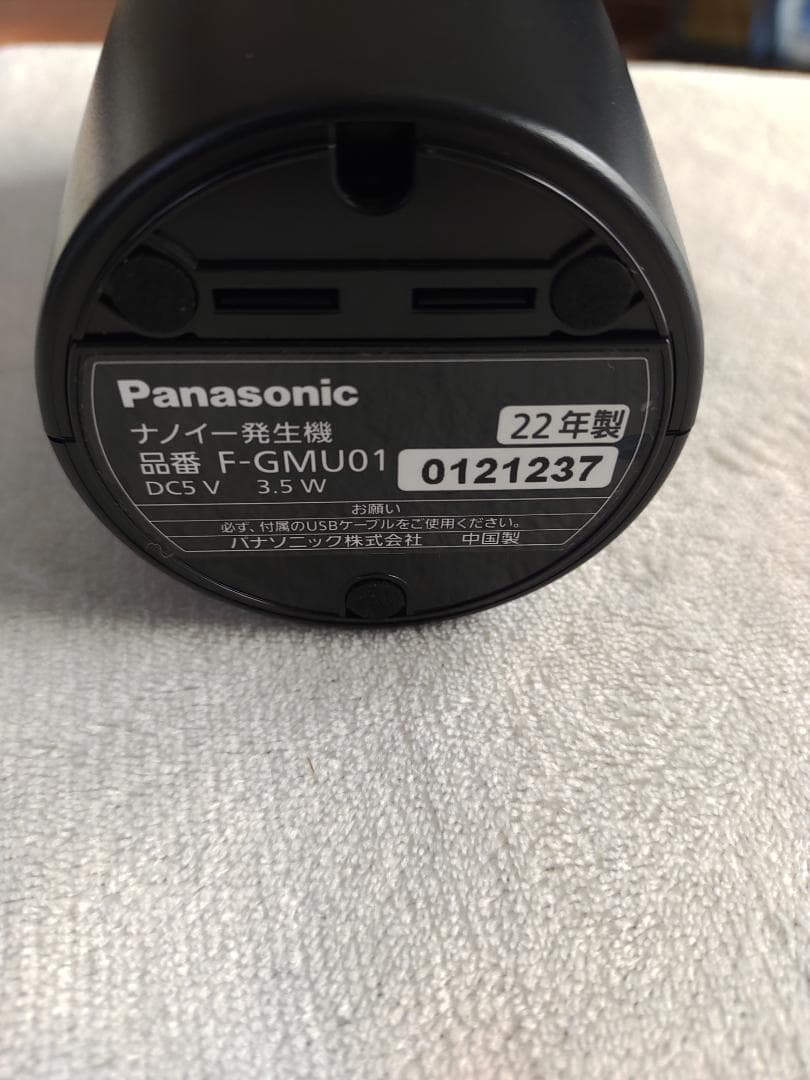 Panasonic
ナノイー発生機 22年製
品番 F-GMU01 0121237
DC5 V 3.5 W
お願い
必ず、付属のUSBケーブルをご使用ください。
パナソニック株式会社 中国製